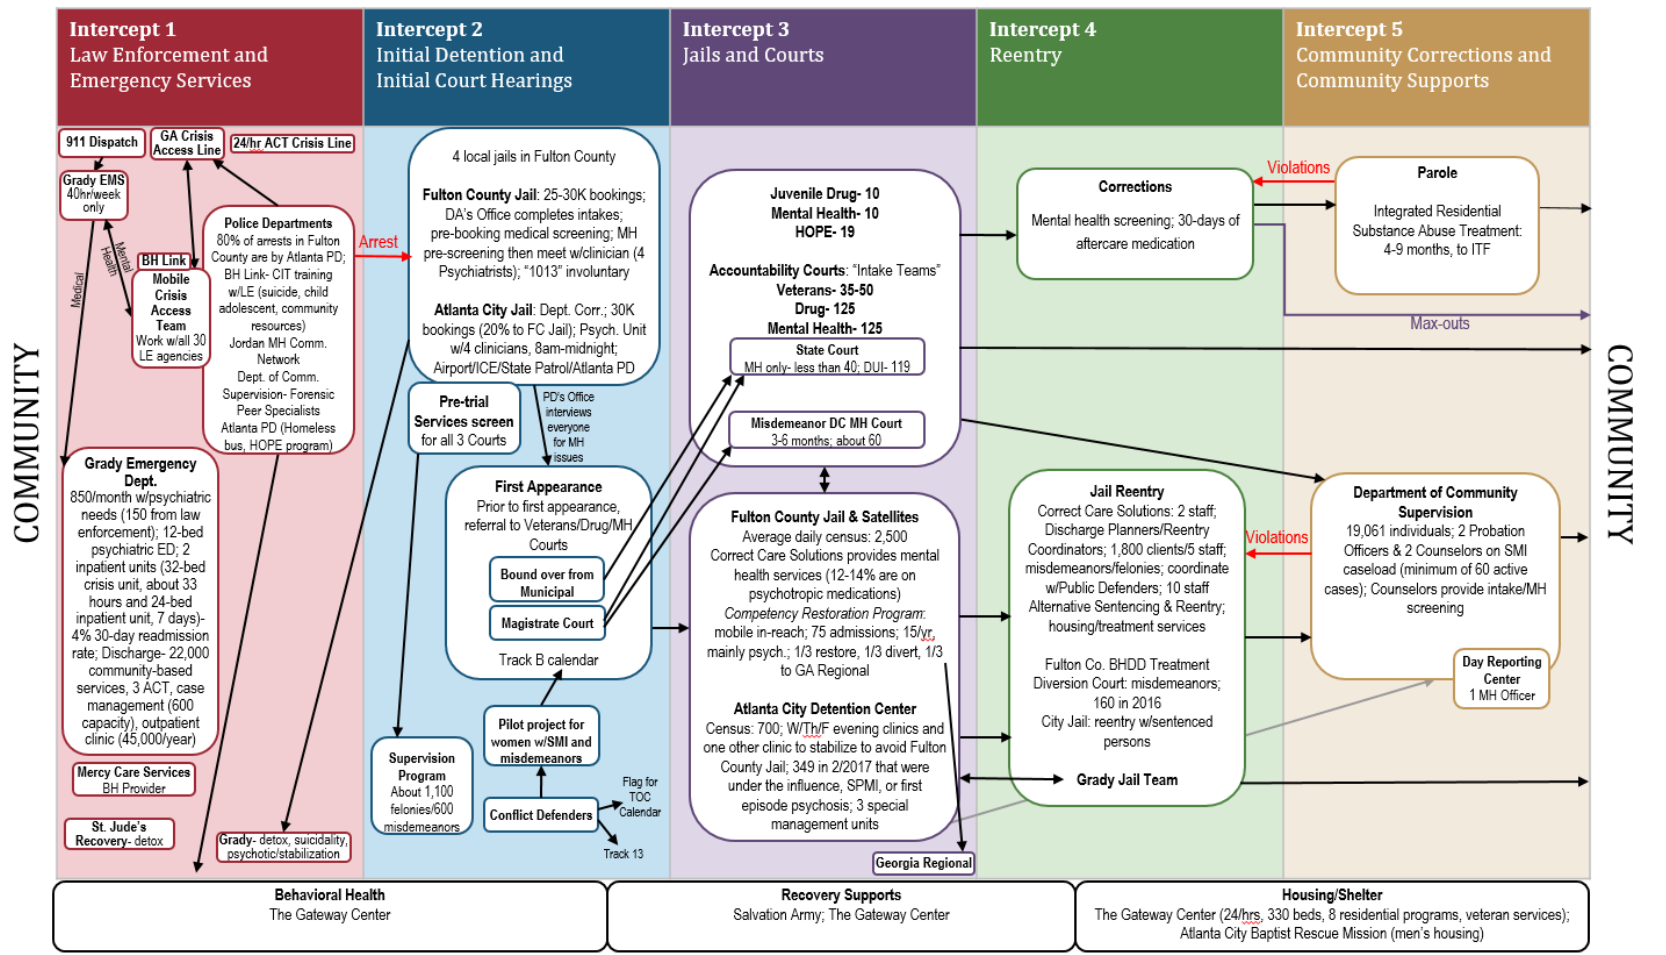 Intercept 1
Law Enforcement and
Emergency Services
Intercept 2
Initial Detention and
Initial Court Hearings
Intercept 3
Jails and Courts
Intercept 4
Reentry
Intercept 5
Community Corrections and
Community Supports
COMMUNITY
911 Dispatch
GA Crisis
Access Line
24/hr ACT Crisis Line
Grady EMS
40hr/week
only
Mental
Health
Medical
BH Link
Mobile
Crisis
Access
Team
Work w/all 30
LE agencies
Police Departments
80% of arrests in Fulton
County are by Atlanta PD;
BH Link- CIT training
w/LE (suicide, child
adolescent, community
resources)
Jordan MH Comm.
Network
Dept. of Comm.
Supervision- Forensic
Peer Specialists
Atlanta PD (Homeless
bus, HOPE program)
Arrest
Grady Emergency
Dept.
850/month w/psychiatric
needs (150 from law
enforcement); 12-bed
psychiatric ED; 2
inpatient units (32-bed
crisis unit, about 33
hours and 24-bed
inpatient unit, 7 days)-
4% 30-day readmission
rate; Discharge- 22,000
community-based
services, 3 ACT, case
management (600
capacity), outpatient
clinic (45,000/year)
Mercy Care Services
BH Provider
St. Jude's
Recovery- detox
Grady- detox, suicidality,
psychotic/stabilization
4 local jails in Fulton County
Fulton County Jail: 25-30K bookings;
DA's Office completes intakes;
pre-booking medical screening; MH
pre-screening then meet w/clinician (4
Psychiatrists); "1013" involuntary
Atlanta City Jail: Dept. Corr.; 30K
bookings (20% to FC Jail); Psych. Unit
w/4 clinicians, 8am-midnight;
Airport/ICE/State Patrol/Atlanta PD
Pre-trial
Services screen
for all 3 Courts
PD's Office
interviews
everyone
for MH
issues
First Appearance
Prior to first appearance,
referral to Veterans/Drug/MH
Courts
Bound over from
Municipal
Magistrate Court
Track B calendar
Pilot project for
women w/SMI and
misdemeanors
Conflict Defenders
Flag for
TOC
Calendar
Track 13
Supervision
Program
About 1,100
felonies/600
misdemeanors
Juvenile Drug- 10
Mental Health- 10
HOPE- 19
Accountability Courts: "Intake Teams"
Veterans- 35-50
Drug- 125
Mental Health- 125
State Court
MH only- less than 40; DUI- 119
Misdemeanor DC MH Court
3-6 months; about 60
Fulton County Jail & Satellites
Average daily census: 2,500
Correct Care Solutions provides mental
health services (12-14% are on
psychotropic medications)
Competency Restoration Program:
mobile in-reach; 75 admissions; 15/yr,
mainly psych.; 1/3 restore, 1/3 divert, 1/3
to GA Regional
Atlanta City Detention Center
Census: 700; W/Th/F evening clinics and
one other clinic to stabilize to avoid Fulton
County Jail; 349 in 2/2017 that were
under the influence, SPMI, or first
episode psychosis; 3 special
management units
Georgia Regional
Corrections
Mental health screening; 30-days of
aftercare medication
Violations
Parole
Integrated Residential
Substance Abuse Treatment:
4-9 months, to ITF
Max-outs
Jail Reentry
Correct Care Solutions: 2 staff;
Discharge Planners/Reentry
Coordinators; 1,800 clients/5 staff;
misdemeanors/felonies; coordinate
w/Public Defenders; 10 staff
Alternative Sentencing & Reentry;
housing/treatment services
Fulton Co. BHDD Treatment
Diversion Court: misdemeanors;
160 in 2016
City Jail: reentry w/sentenced
persons
Grady Jail Team
Violations
Department of Community
Supervision
19,061 individuals; 2 Probation
Officers & 2 Counselors on SMI
caseload (minimum of 60 active
cases); Counselors provide intake/MH
screening
Day Reporting
Center
1 MH Officer
COMMUNITY
Behavioral Health
The Gateway Center
Recovery Supports
Salvation Army; The Gateway Center
Housing/Shelter
The Gateway Center (24/hrs, 330 beds, 8 residential programs, veteran services);
Atlanta City Baptist Rescue Mission (men's housing)